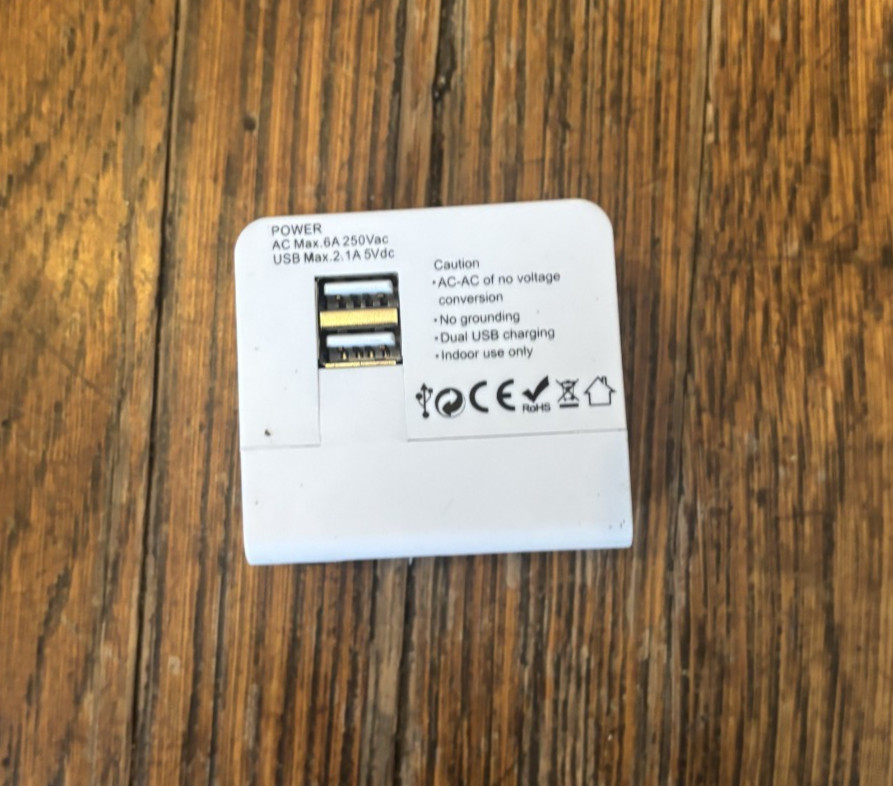 POWER
AC Max.6A 250Vac
USB Max.2.1A 5Vdc
Caution
•AC-AC of no voltage
conversion
•No grounding
•Dual USB charging
•Indoor use only
CE
RoHS